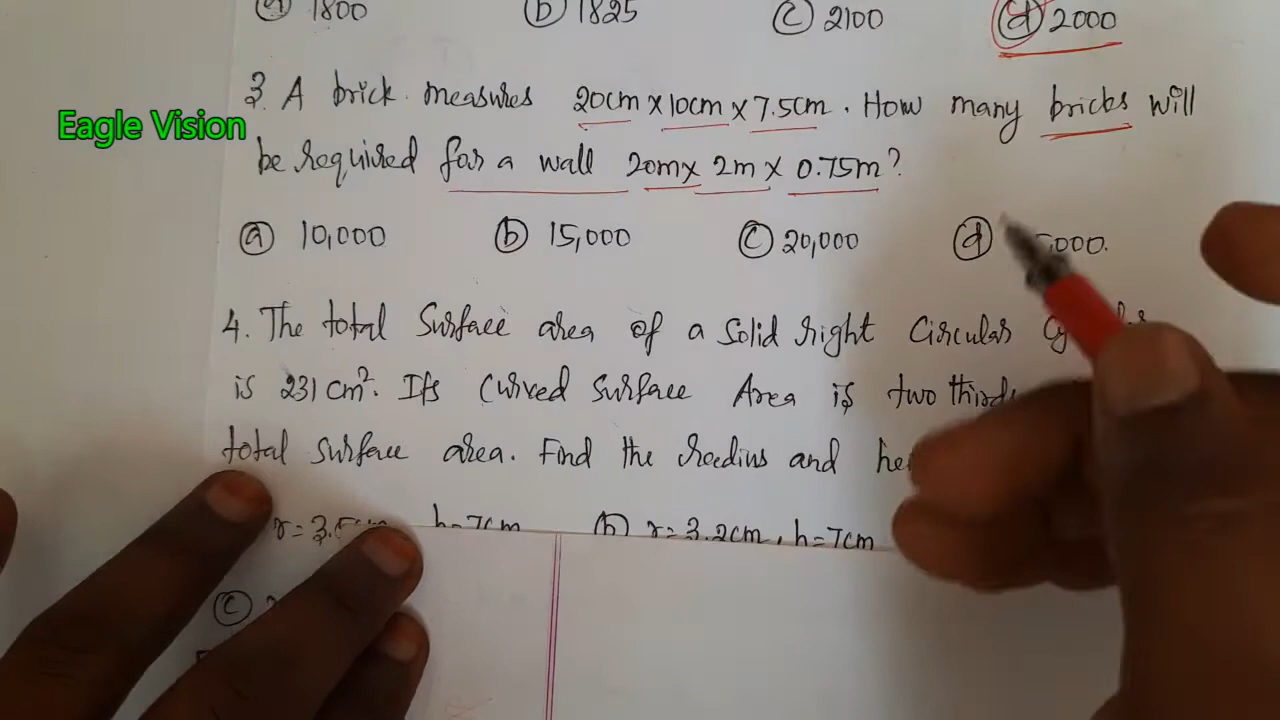 ⓐ 1800 ⓑ 1825 ⓒ 2100 ⓓ 2000
3. A brick measures 20cm x 10cm x 7.5cm. How many bricks will
Eagle Vision
be required for a wall 20m x 2m x 0.75m?
ⓐ 10,000 ⓑ 15,000 ⓒ 20,000 ⓓ
4. The total Surface area of a Solid right Circular
is 231 cm². Its Curved Surface Area is two
total surface area. Find the radius and
h=7cm ⓑ r=3.2cm, h=7cm
ⓒ